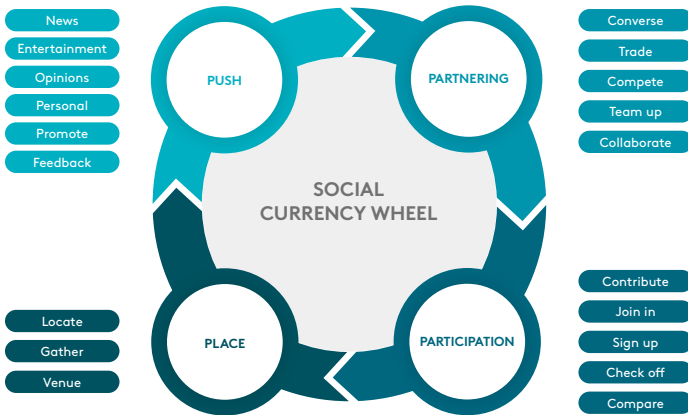 News
Entertainment
Opinions
Personal
Promote
Feedback
PUSH
PARTNERING
Converse
Trade
Compete
Team up
Collaborate
SOCIAL
CURRENCY WHEEL
Locate
Gather
Venue
PLACE
PARTICIPATION
Contribute
Join in
Sign up
Check off
Compare